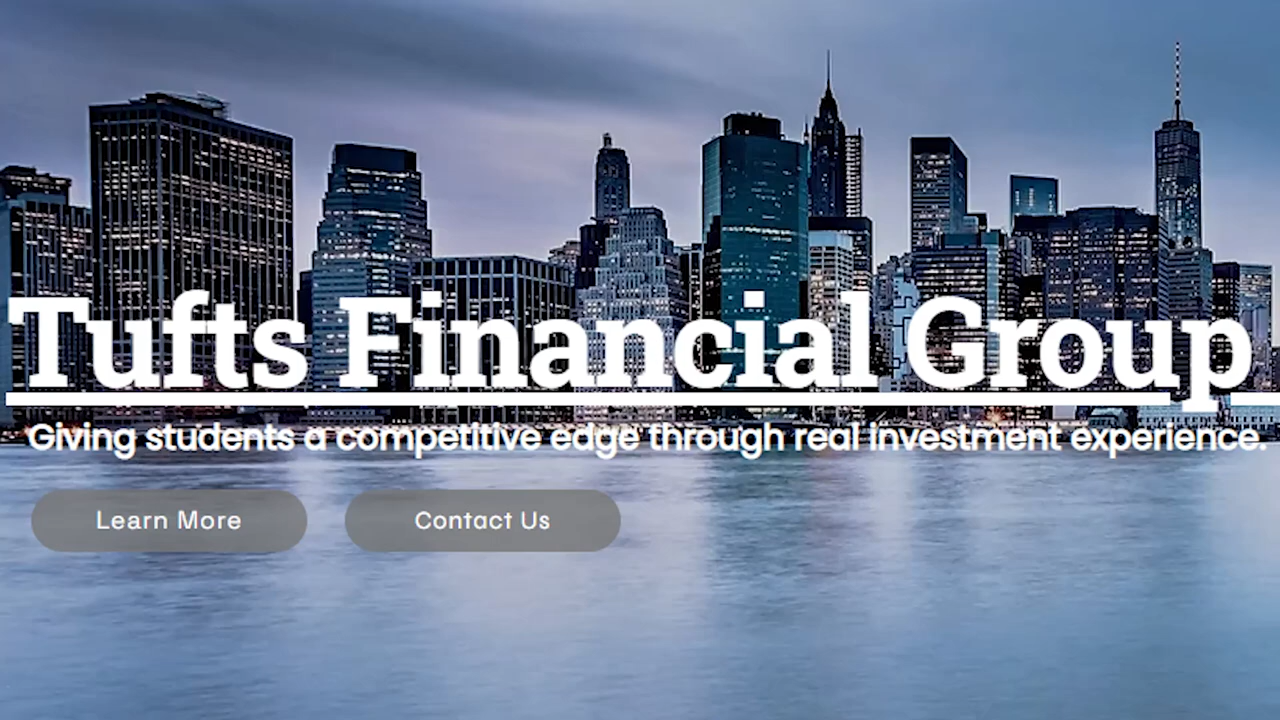 Tufts Financial Group
Giving students a competitive edge through real investment experience.
Learn More
Contact Us